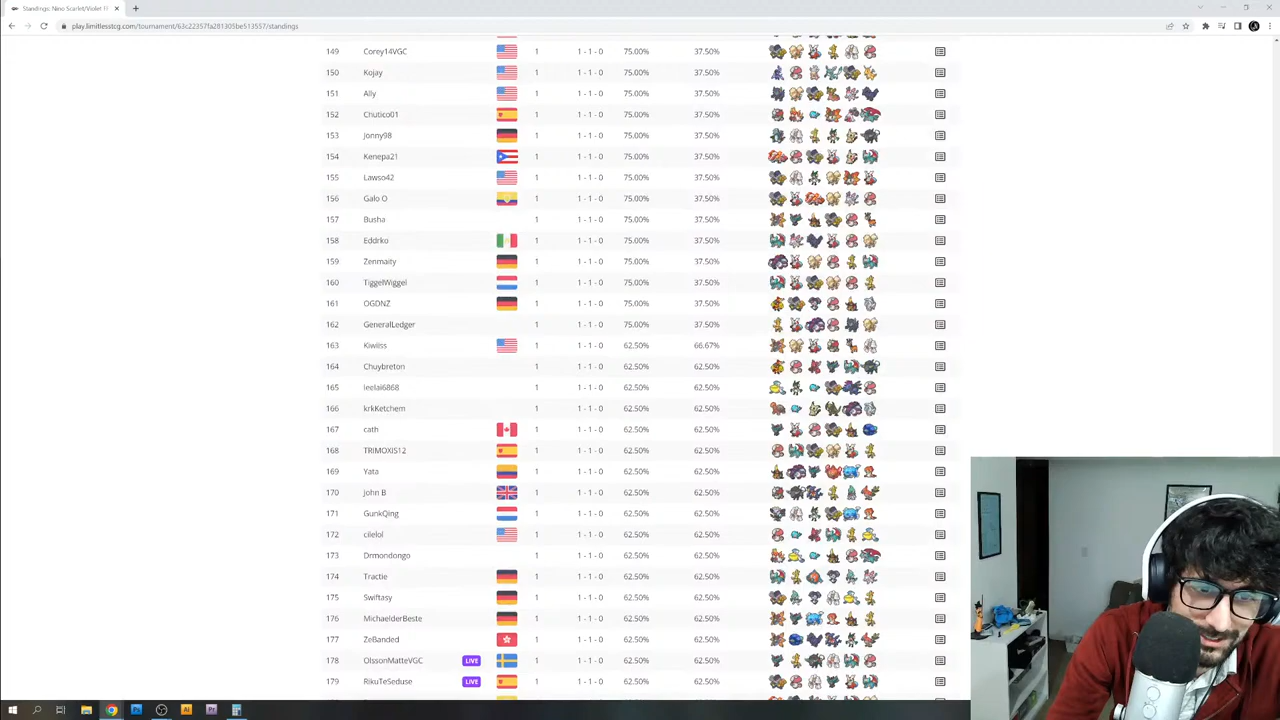 Standings: Nimo Scarlet/Violet Fl
play.limitlesstcg.com/tournament/63c22357fa281305be513557/standings
149 Corey14VGC 1 1 - 1 - 0 75.00% 37.50%
150 Kojay 1 1 - 1 - 0 75.00% 37.50%
151 Ally 1 1 - 1 - 0 75.00% 37.50%
152 Chutico01 1 1 - 1 - 0 75.00% 37.50%
153 Jonny98 1 1 - 1 - 0 75.00% 37.50%
154 Kenepa21 1 1 - 1 - 0 75.00% 37.50%
155 Lawso42 1 1 - 1 - 0 75.00% 37.50%
156 Galo O 1 1 - 1 - 0 75.00% 37.50%
157 Busha 1 1 - 1 - 0 75.00% 37.50%
158 Eddrko 1 1 - 1 - 0 75.00% 37.50%
159 Zenmaity 1 1 - 1 - 0 75.00% 37.50%
160 TiggelWiggel 1 1 - 1 - 0 75.00% 37.50%
161 OGDNZ 1 1 - 1 - 0 75.00% 37.50%
162 GeneralLedger 1 1 - 1 - 0 75.00% 37.50%
163 Kiwiiss 1 1 - 1 - 0 62.50% 66.67%
164 Chuybreton 1 1 - 1 - 0 62.50% 62.50%
165 leelai6868 1 1 - 1 - 0 62.50% 62.50%
166 krkKetchem 1 1 - 1 - 0 62.50% 62.50%
167 cath 1 1 - 1 - 0 62.50% 62.50%
168 TRIMOXIS12 1 1 - 1 - 0 62.50% 62.50%
169 Yata 1 1 - 1 - 0 62.50% 62.50%
170 John B 1 1 - 1 - 0 62.50% 62.50%
171 GunkQing 1 1 - 1 - 0 62.50% 62.50%
172 cilelol 1 1 - 1 - 0 62.50% 62.50%
173 Drmondongo 1 1 - 1 - 0 62.50% 62.50%
174 Tractie 1 1 - 1 - 0 62.50% 62.50%
175 Swiftasy 1 1 - 1 - 0 62.50% 62.50%
176 MichaelderBeste 1 1 - 1 - 0 62.50% 62.50%
177 ZeBanded 1 1 - 1 - 0 62.50% 62.50%
178 OlssonMatteVGC LIVE 1 1 - 1 - 0 62.50% 62.50%
179 RikuTeSeduse LIVE 1 1 - 1 - 0 62.50% 62.50%
Ps Ai Pr